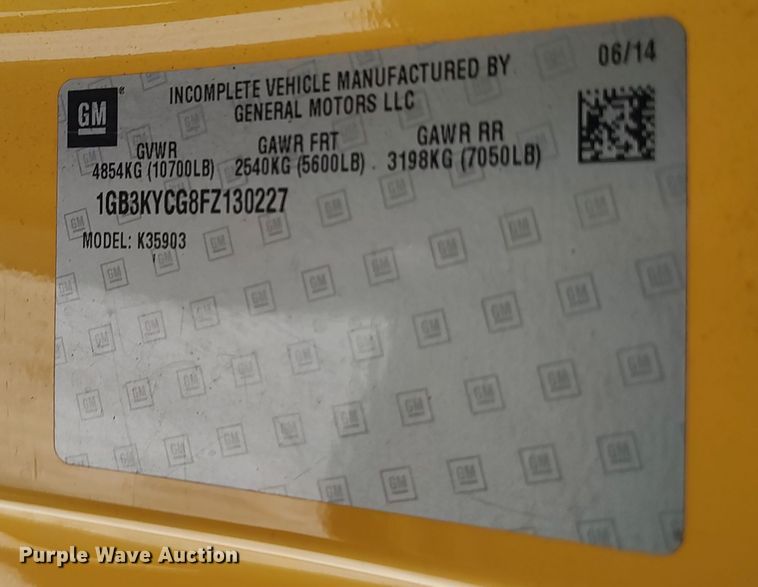 GM
INCOMPLETE VEHICLE MANUFACTURED BY
GENERAL MOTORS LLC
06/14
GVWR GAWR FRT GAWR RR
4854KG (10700LB) 2540KG (5600LB) 3198KG (7050LB)
1GB3KYCG8FZ130227
MODEL: K35903
Purple Wave Auction